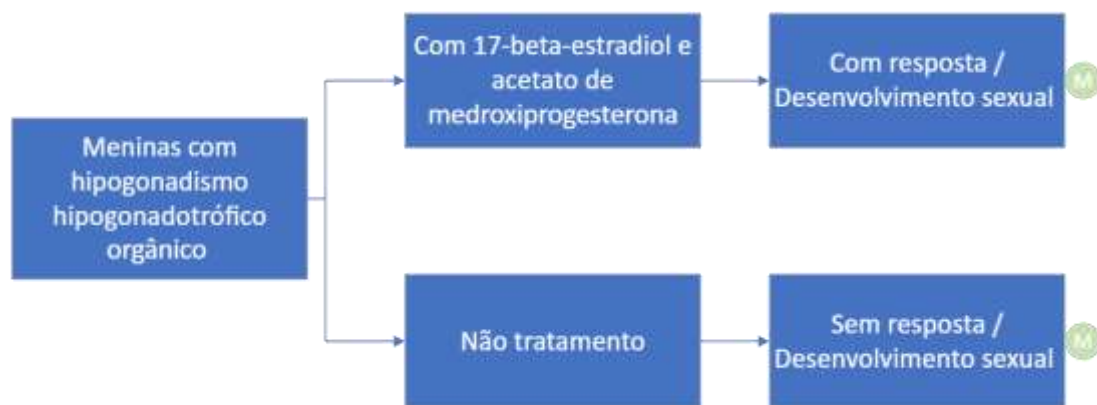 Meninas com
hipogonadismo
hipogonadotrófico
orgânico
Com 17-beta-estradiol e
acetato de
medroxiprogesterona
Com resposta /
Desenvolvimento sexual
M
Não tratamento
Sem resposta /
Desenvolvimento sexual
M